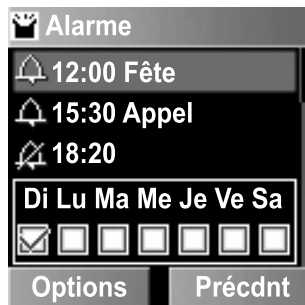 Alarme
12:00 Fête
15:30 Appel
18:20
Di Lu Ma Me Je Ve Sa
Options Précdnt